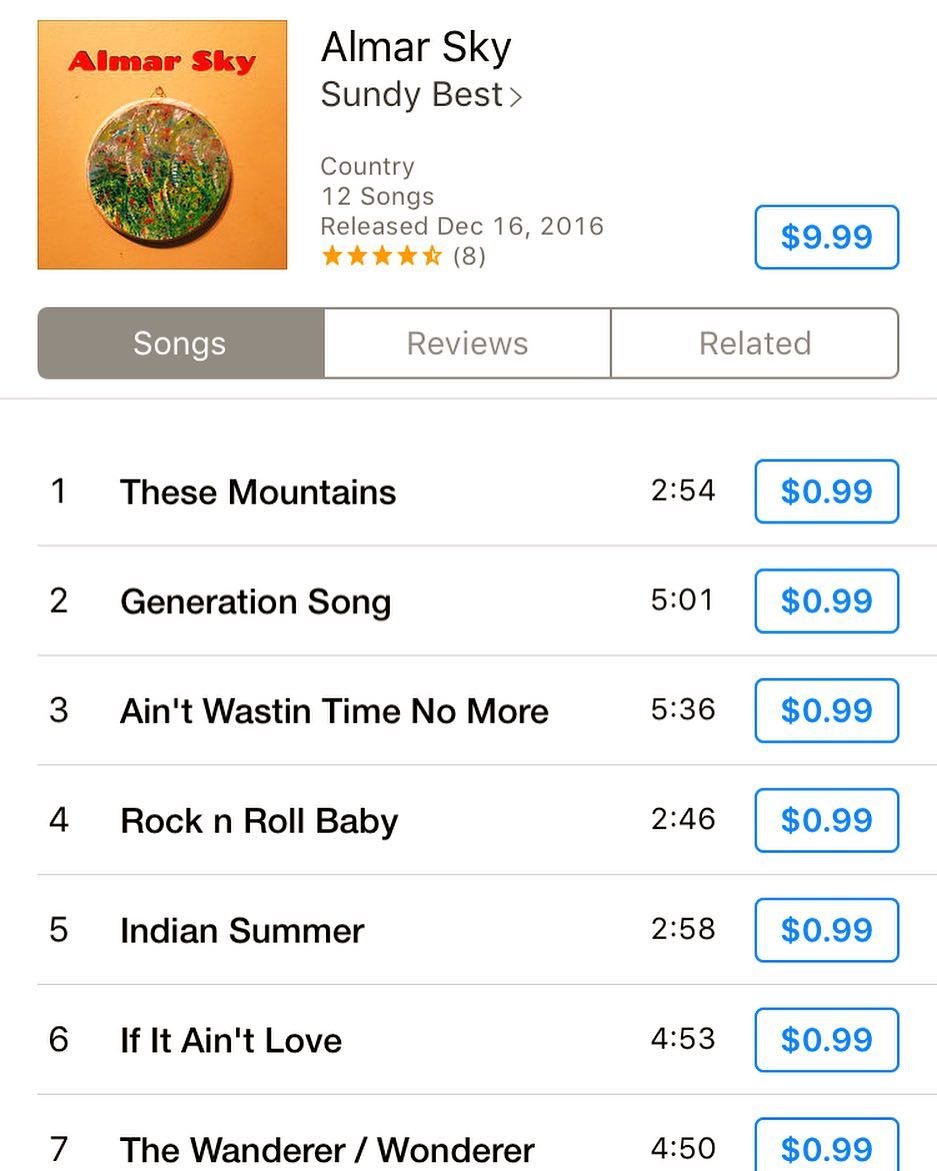 Almar Sky
Almar Sky
Sundy Best >
Country
12 Songs
Released Dec 16, 2016
★★★★⯪ (8)
$9.99
Songs Reviews Related
1 These Mountains 2:54 $0.99
2 Generation Song 5:01 $0.99
3 Ain't Wastin Time No More 5:36 $0.99
4 Rock n Roll Baby 2:46 $0.99
5 Indian Summer 2:58 $0.99
6 If It Ain't Love 4:53 $0.99
7 The Wanderer / Wonderer 4:50 $0.99